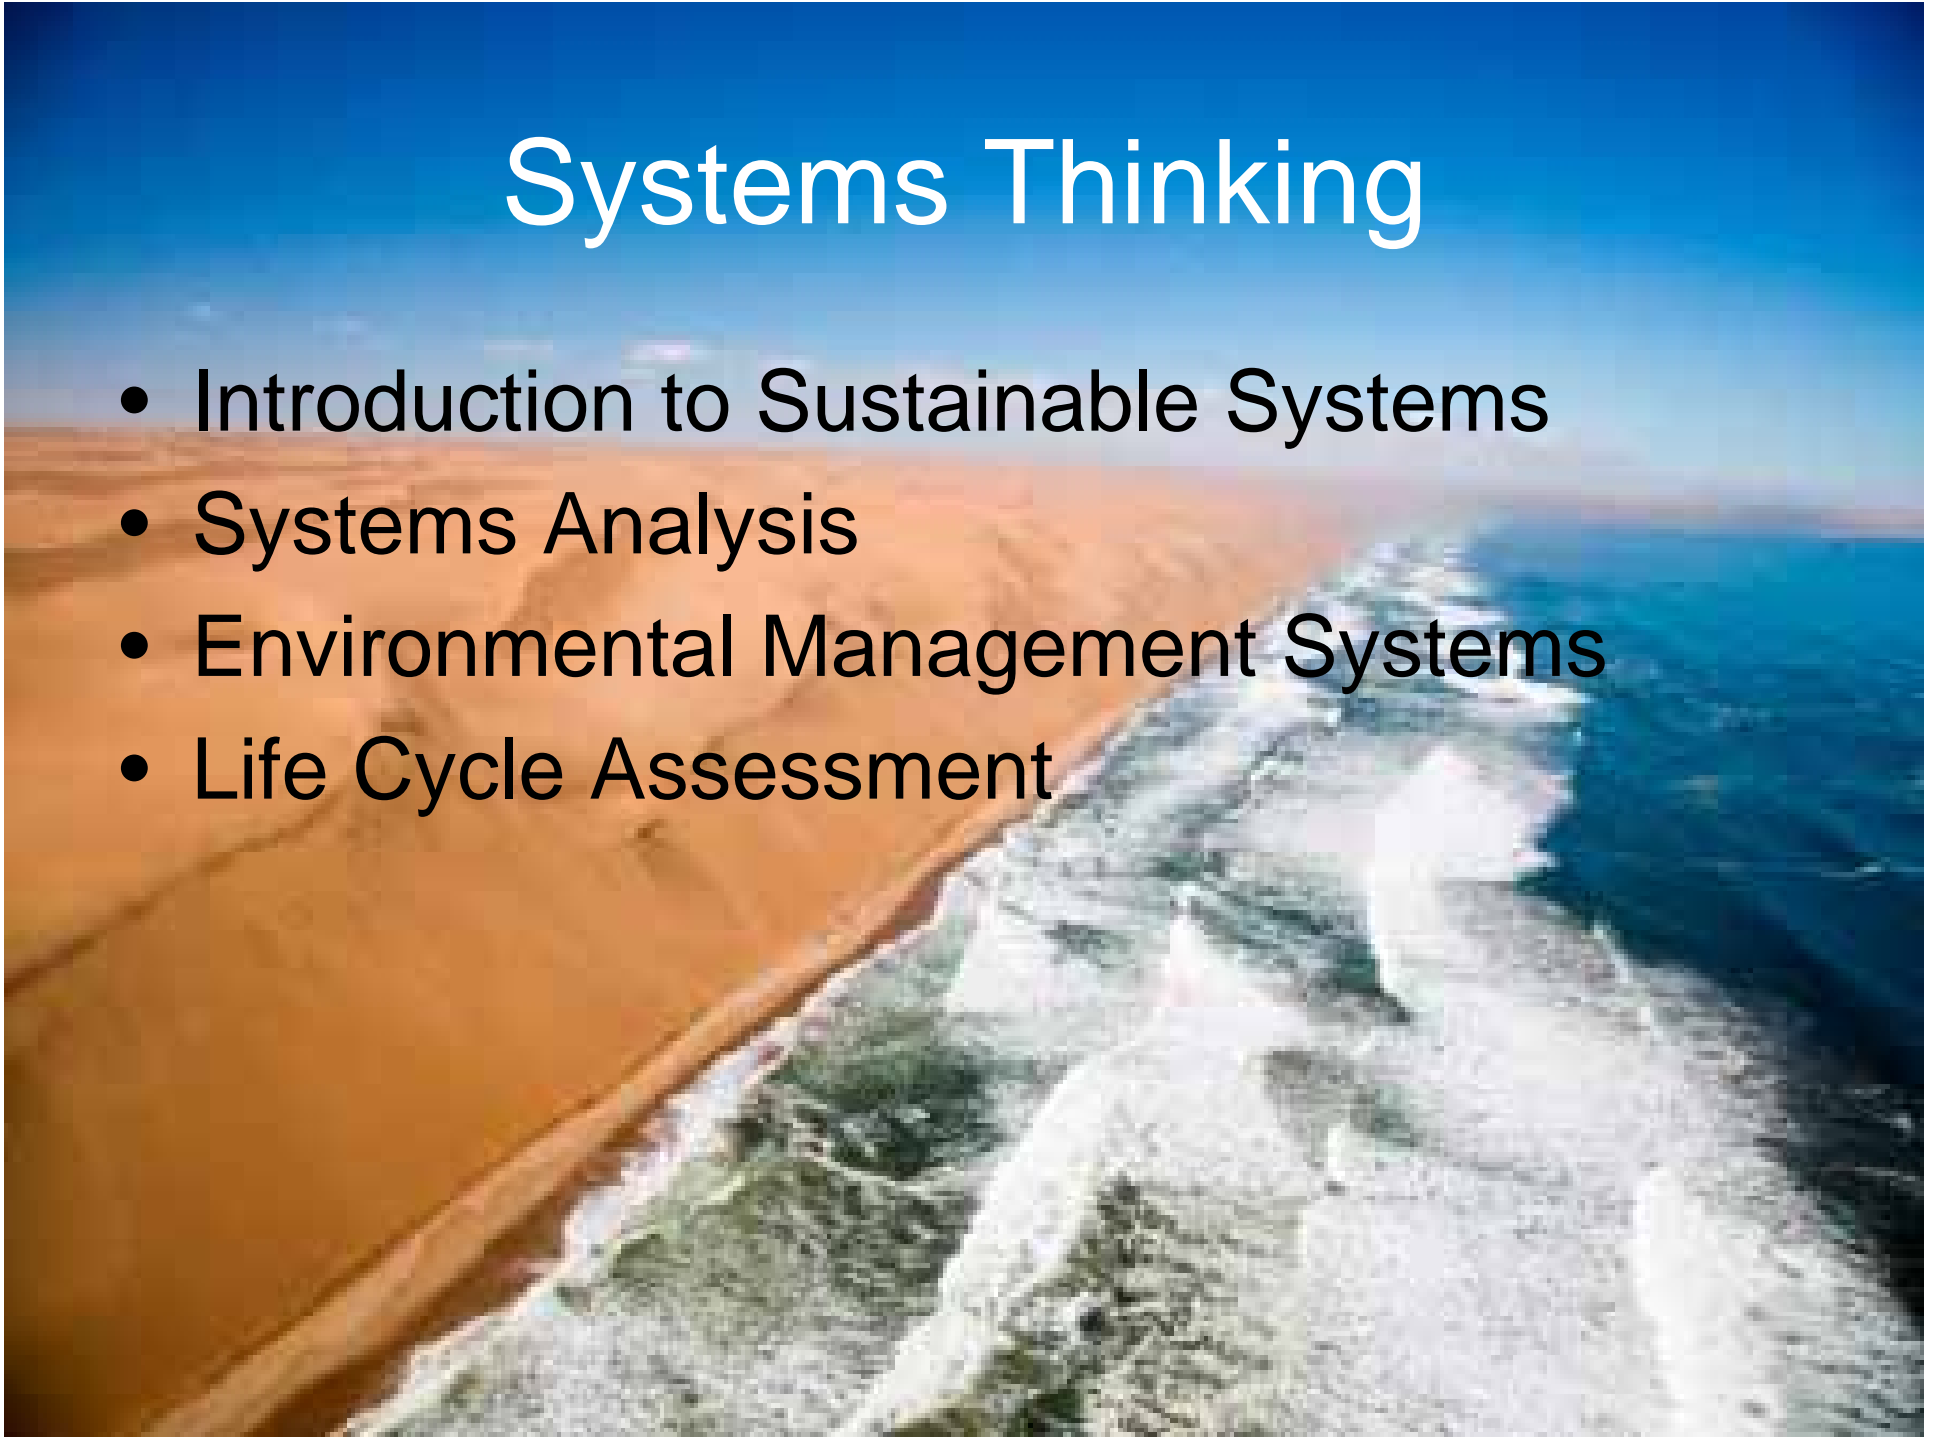 Systems Thinking
• Introduction to Sustainable Systems
• Systems Analysis
• Environmental Management Systems
• Life Cycle Assessment